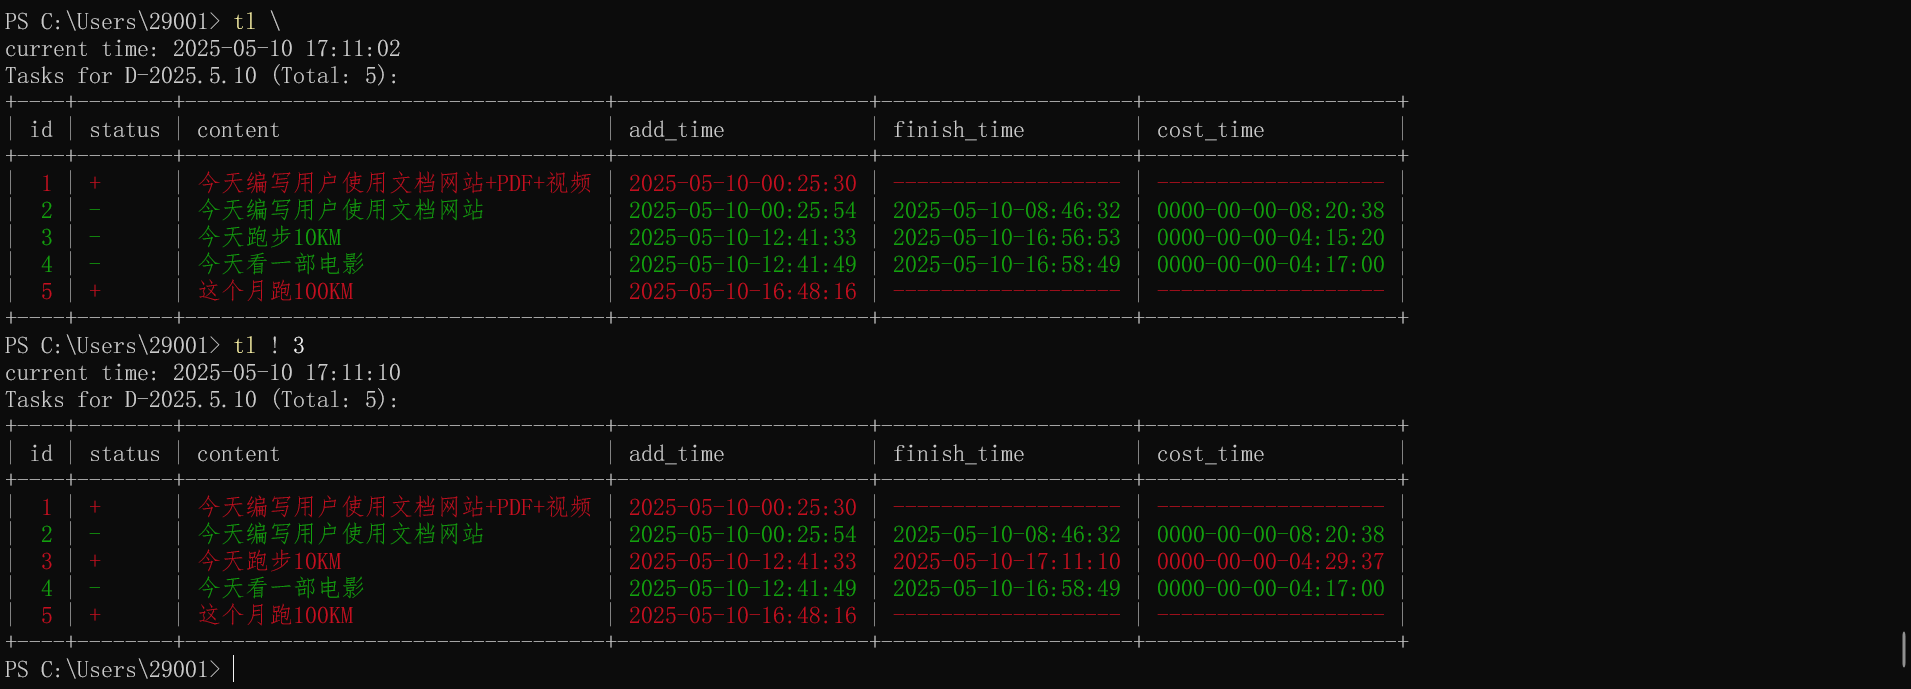 PS C:\Users\29001> tl \
current time: 2025-05-10 17:11:02
Tasks for D-2025.5.10 (Total: 5):
+----+--------+-----------------------------------+---------------------+---------------------+---------------------+
| id | status | content | add_time | finish_time | cost_time |
+----+--------+-----------------------------------+---------------------+---------------------+---------------------+
| 1 | + | 今天编写用户使用文档网站+PDF+视频 | 2025-05-10-00:25:30 | ------------------- | ------------------- |
| 2 | - | 今天编写用户使用文档网站 | 2025-05-10-00:25:54 | 2025-05-10-08:46:32 | 0000-00-00-08:20:38 |
| 3 | - | 今天跑步10KM | 2025-05-10-12:41:33 | 2025-05-10-16:56:53 | 0000-00-00-04:15:20 |
| 4 | - | 今天看一部电影 | 2025-05-10-12:41:49 | 2025-05-10-16:58:49 | 0000-00-00-04:17:00 |
| 5 | + | 这个月跑100KM | 2025-05-10-16:48:16 | ------------------- | ------------------- |
+----+--------+-----------------------------------+---------------------+---------------------+---------------------+
PS C:\Users\29001> tl ! 3
current time: 2025-05-10 17:11:10
Tasks for D-2025.5.10 (Total: 5):
+----+--------+-----------------------------------+---------------------+---------------------+---------------------+
| id | status | content | add_time | finish_time | cost_time |
+----+--------+-----------------------------------+---------------------+---------------------+---------------------+
| 1 | + | 今天编写用户使用文档网站+PDF+视频 | 2025-05-10-00:25:30 | ------------------- | ------------------- |
| 2 | - | 今天编写用户使用文档网站 | 2025-05-10-00:25:54 | 2025-05-10-08:46:32 | 0000-00-00-08:20:38 |
| 3 | + | 今天跑步10KM | 2025-05-10-12:41:33 | 2025-05-10-17:11:10 | 0000-00-00-04:29:37 |
| 4 | - | 今天看一部电影 | 2025-05-10-12:41:49 | 2025-05-10-16:58:49 | 0000-00-00-04:17:00 |
| 5 | + | 这个月跑100KM | 2025-05-10-16:48:16 | ------------------- | ------------------- |
+----+--------+-----------------------------------+---------------------+---------------------+---------------------+
PS C:\Users\29001>